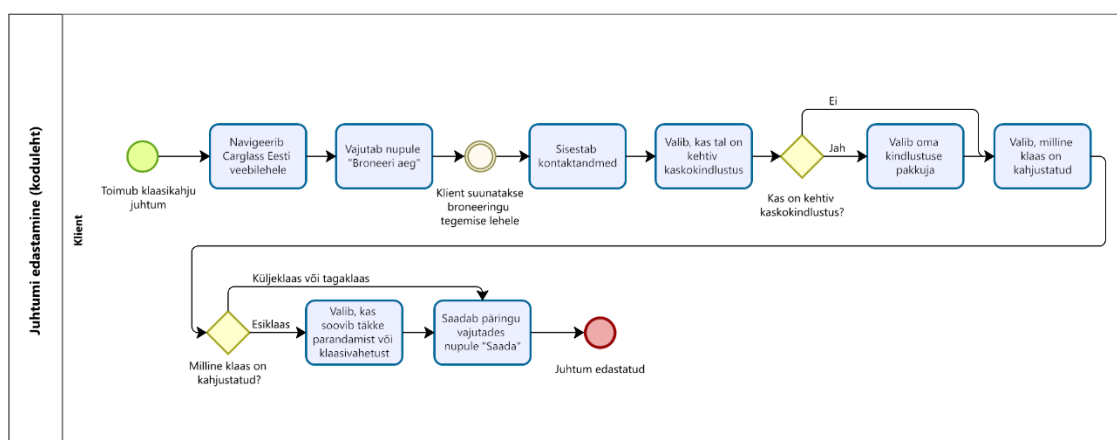 Juhtumi edastamine (koduleht)
Klient
Toimub klaasikahju
juhtum
Navigeerib
Carglass Eesti
veebilehele
Vajutab nupule
"Broneeri aeg"
Klient suunatakse
broneeringu
tegemise lehele
Sisestab
kontaktandmed
Valib, kas tal on
kehtiv
kaskokindlustus
Kas on kehtiv
kaskokindlustus?
Ei
Jah
Valib oma
kindlustuse
pakkuja
Valib, milline
klaas on
kahjustatud
Milline klaas on
kahjustatud?
Küljeklaas või tagaklaas
Esiklaas
Valib, kas
soovib täkke
parandamist või
klaasivahetust
Saadab päringu
vajutades
nupule "Saada"
Juhtum edastatud